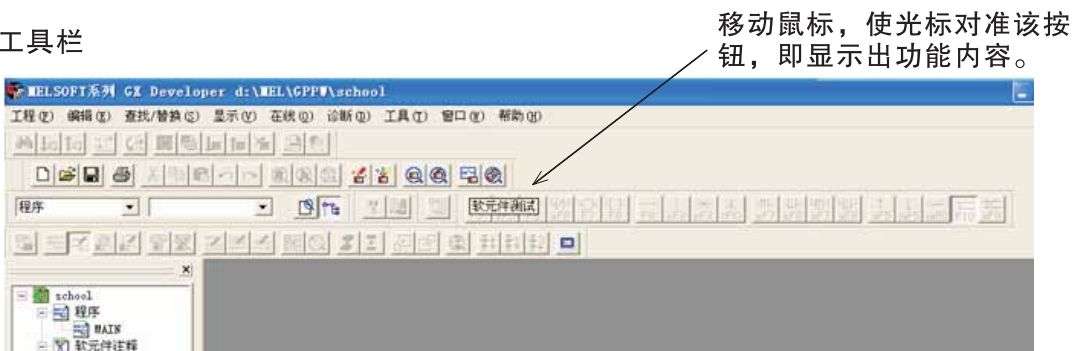 移动鼠标，使光标对准该按
钮，即显示出功能内容。
工具栏
MELSOFT系列 GX Developer d:\MEL\GPPW\school
工程(F) 编辑(E) 查找/替换(S) 显示(V) 在线(O) 诊断(D) 工具(T) 窗口(W) 帮助(H)
程序
软元件测试
school
程序
MAIN
软元件注释